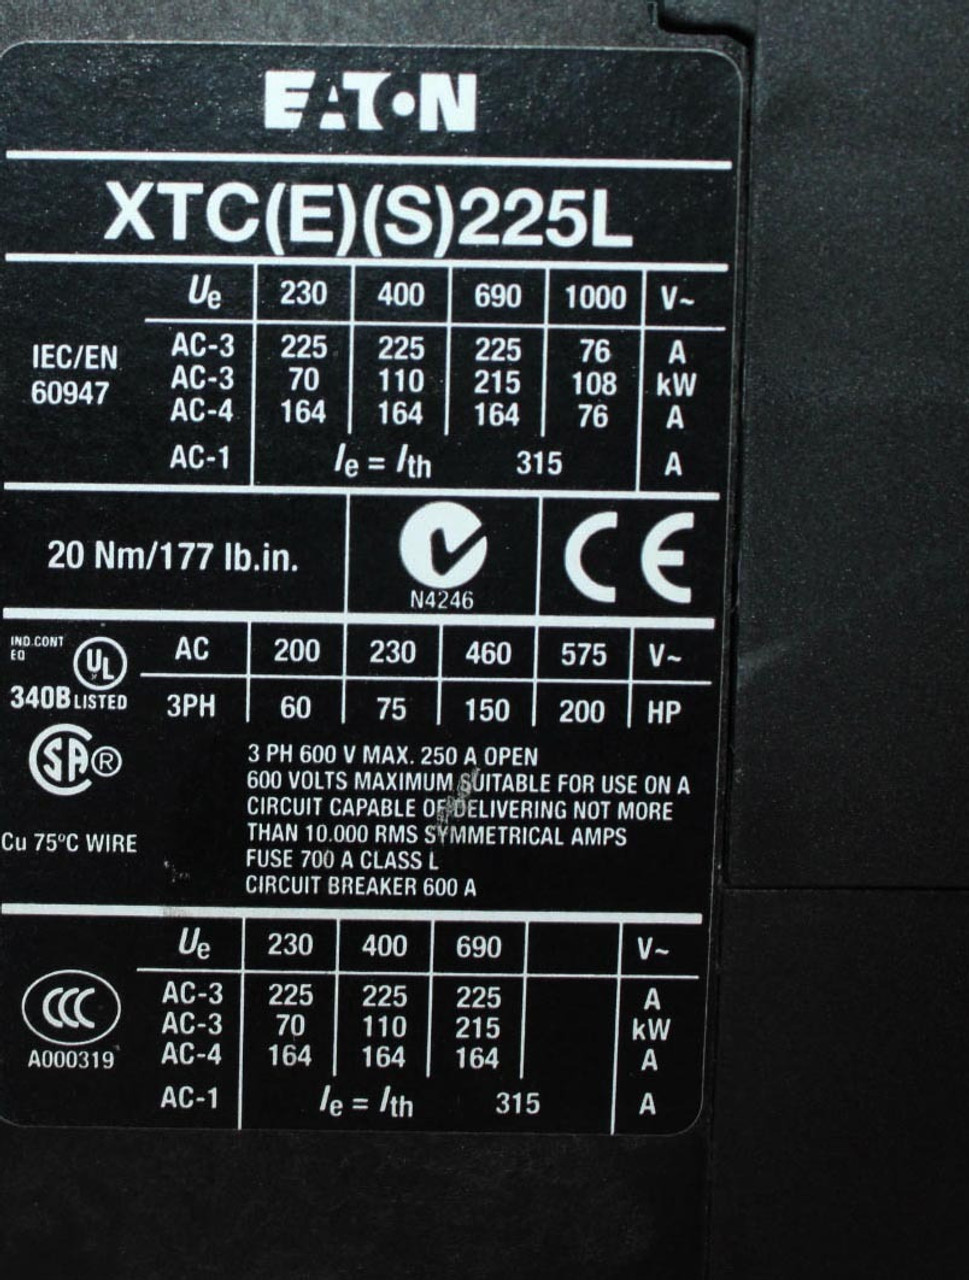 EATON
XTC(E)(S)225L
Ue 230 400 690 1000 V~
IEC/EN 60947
AC-3 225 225 225 76 A
AC-3 70 110 215 108 kW
AC-4 164 164 164 76 A
AC-1 Ie = Ith 315 A
20 Nm/177 lb.in.
N4246
CE
IND.CONT
EQ
UL
340B LISTED
AC 200 230 460 575 V~
3PH 60 75 150 200 HP
SA ®
Cu 75°C WIRE
3 PH 600 V MAX. 250 A OPEN
600 VOLTS MAXIMUM SUITABLE FOR USE ON A
CIRCUIT CAPABLE OF DELIVERING NOT MORE
THAN 10.000 RMS SYMMETRICAL AMPS
FUSE 700 A CLASS L
CIRCUIT BREAKER 600 A
Ue 230 400 690 V~
CCC
A000319
AC-3 225 225 225 A
AC-3 70 110 215 kW
AC-4 164 164 164 A
AC-1 Ie = Ith 315 A